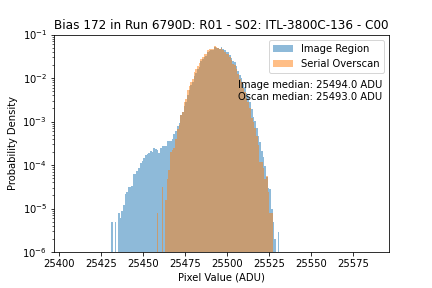 Bias 172 in Run 6790D: R01 - S02: ITL-3800C-136 - C00
Image Region
Serial Overscan
Image median: 25494.0 ADU
Oscan median: 25493.0 ADU
Probability Density
10⁻¹
10⁻²
10⁻³
10⁻⁴
10⁻⁵
10⁻⁶
25400 25425 25450 25475 25500 25525 25550 25575
Pixel Value (ADU)